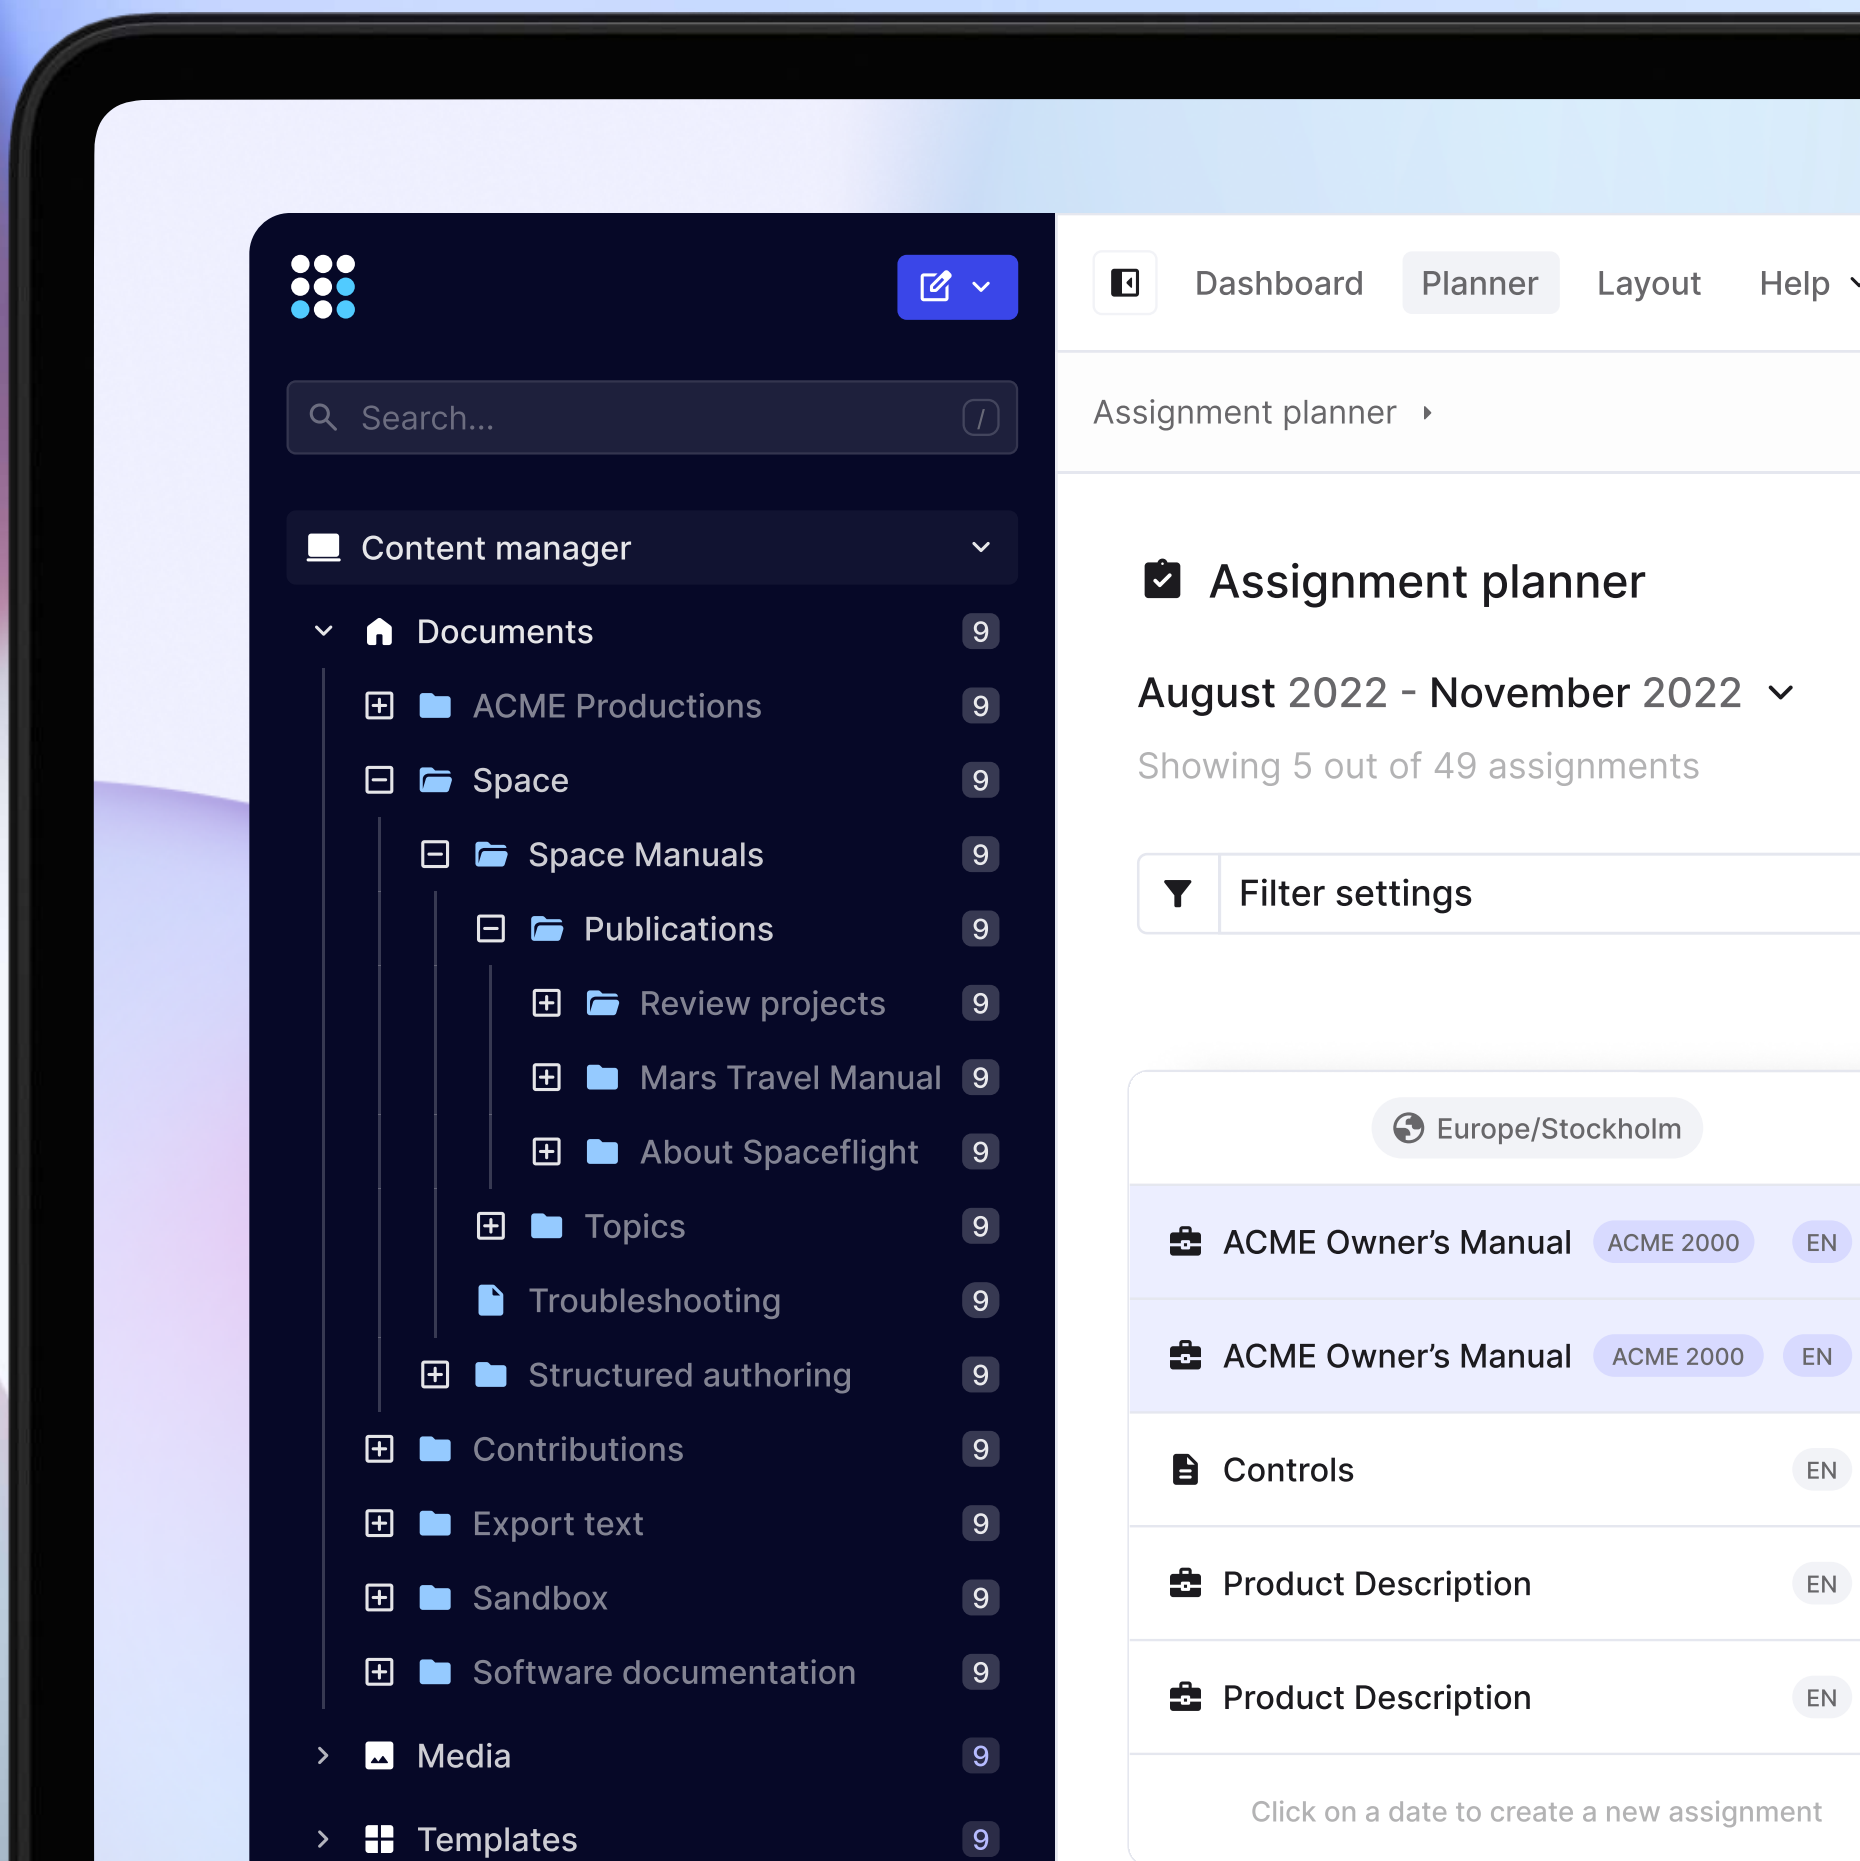 Search...
/
Content manager
Documents 9
ACME Productions 9
Space 9
Space Manuals 9
Publications 9
Review projects 9
Mars Travel Manual 9
About Spaceflight 9
Topics 9
Troubleshooting 9
Structured authoring 9
Contributions 9
Export text 9
Sandbox 9
Software documentation 9
Media 9
Templates 9
Dashboard Planner Layout Help
Assignment planner
Assignment planner
August 2022 - November 2022
Showing 5 out of 49 assignments
Filter settings
Europe/Stockholm
ACME Owner’s Manual ACME 2000 EN
ACME Owner’s Manual ACME 2000 EN
Controls EN
Product Description EN
Product Description EN
Click on a date to create a new assignment